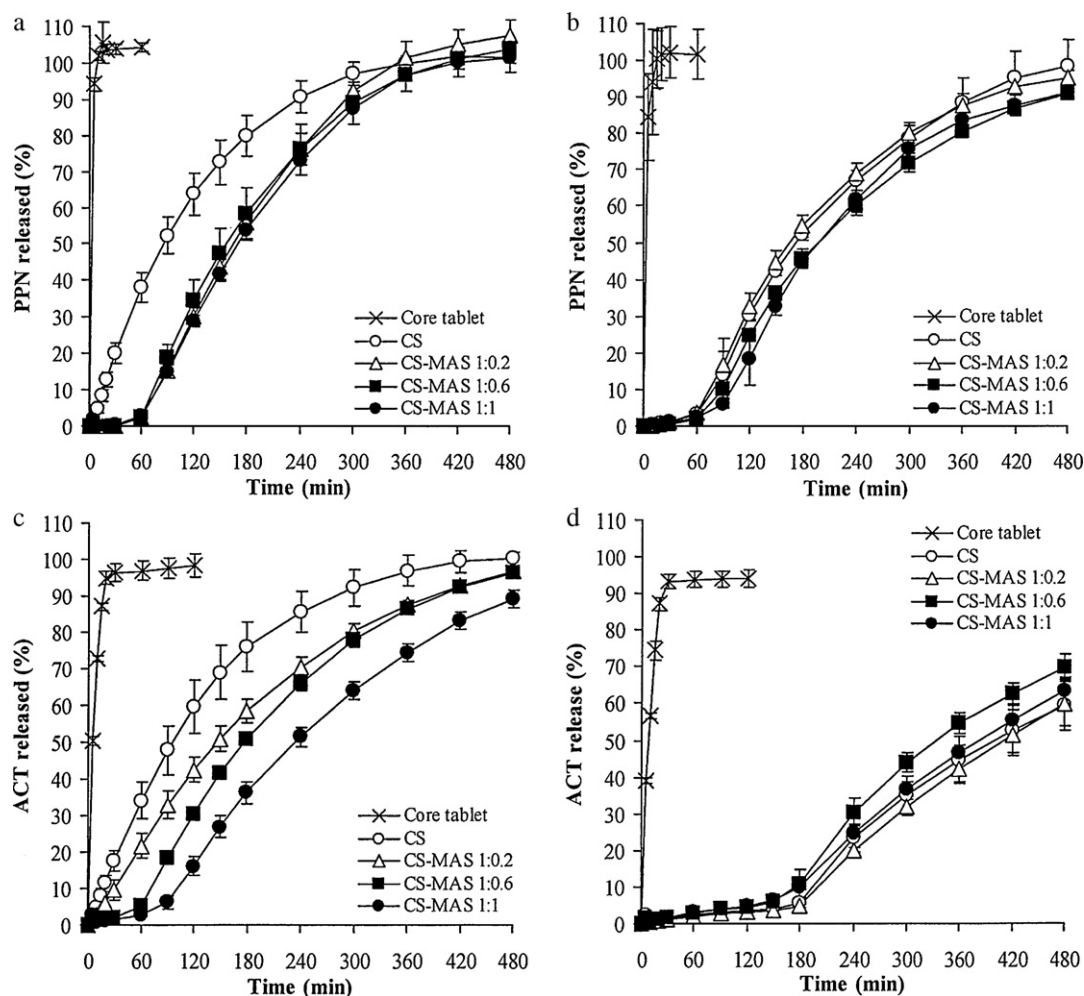 a
110
100
90
80
70
60
50
40
30
20
10
0
PPN released (%)
Core tablet
CS
CS-MAS 1:0.2
CS-MAS 1:0.6
CS-MAS 1:1
0 60 120 180 240 300 360 420 480
Time (min)
b
110
100
90
80
70
60
50
40
30
20
10
0
PPN released (%)
Core tablet
CS
CS-MAS 1:0.2
CS-MAS 1:0.6
CS-MAS 1:1
0 60 120 180 240 300 360 420 480
Time (min)
c
110
100
90
80
70
60
50
40
30
20
10
0
ACT released (%)
Core tablet
CS
CS-MAS 1:0.2
CS-MAS 1:0.6
CS-MAS 1:1
0 60 120 180 240 300 360 420 480
Time (min)
d
110
100
90
80
70
60
50
40
30
20
10
0
ACT release (%)
Core tablet
CS
CS-MAS 1:0.2
CS-MAS 1:0.6
CS-MAS 1:1
0 60 120 180 240 300 360 420 480
Time (min)